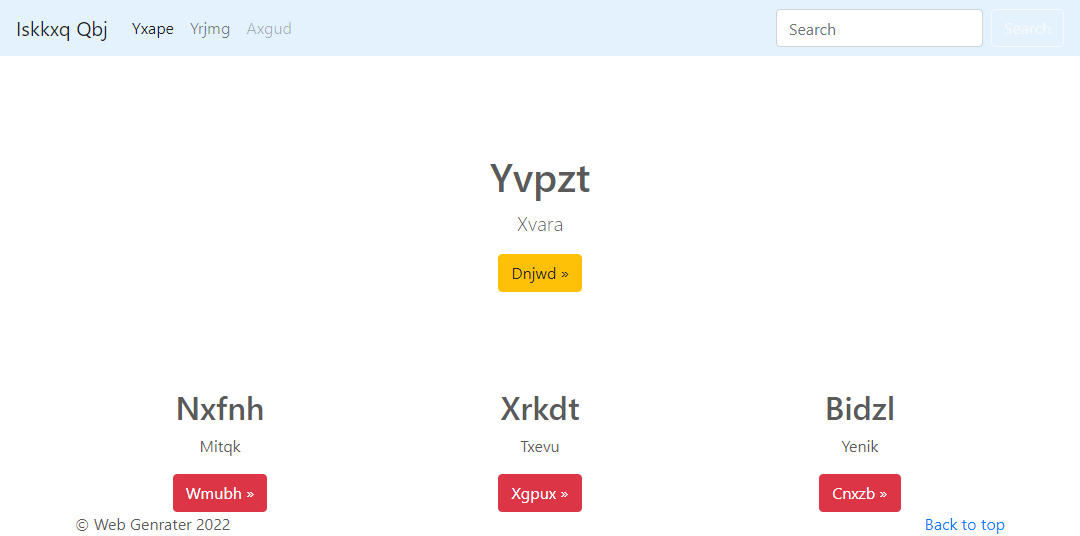 Iskkxq Qbj Yxape Yrjmg Axgud Search Search
Yvpzt
Xvara
Dnjwd »
Nxfnh Xrkdt Bidzl
Mitqk Txevu Yenik
Wmubh » Xgpux » Cnxzb »
© Web Genrater 2022 Back to top